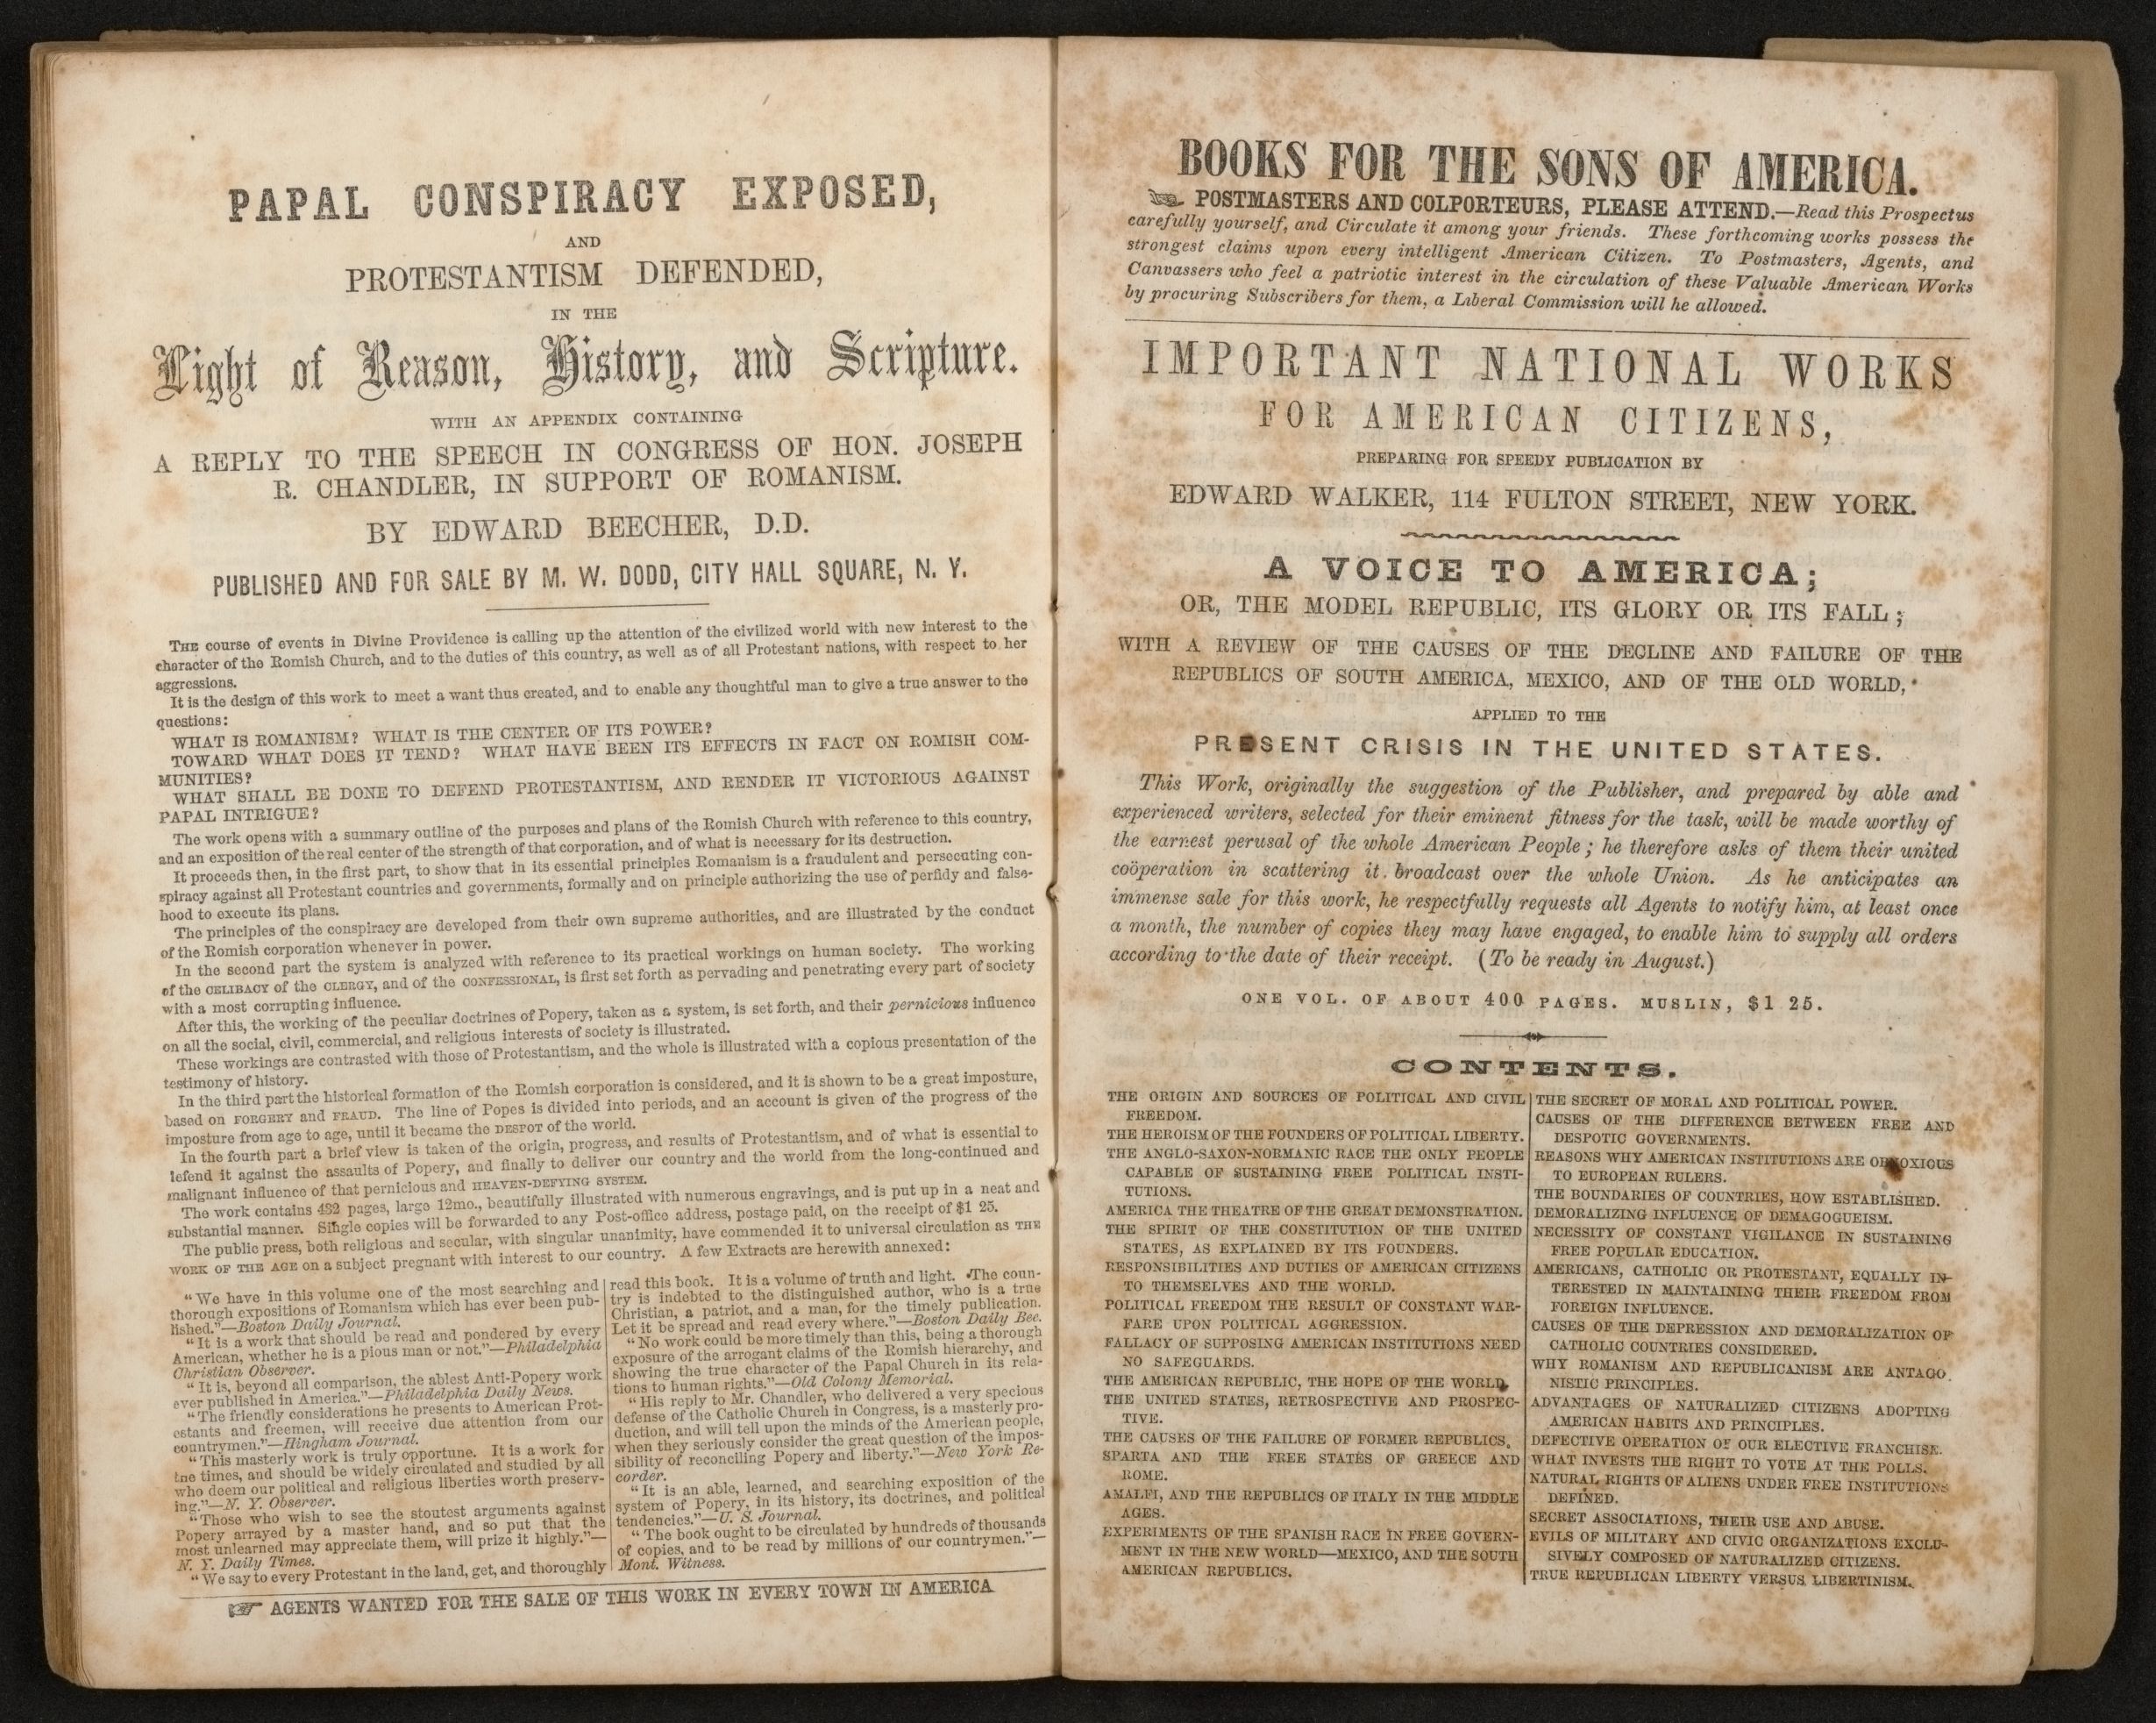 PAPAL CONSPIRACY EXPOSED,
AND
PROTESTANTISM DEFENDED,
IN THE
Light of Reason, History, and Scripture.
WITH AN APPENDIX CONTAINING
A REPLY TO THE SPEECH IN CONGRESS OF HON. JOSEPH
R. CHANDLER, IN SUPPORT OF ROMANISM.
BY EDWARD BEECHER, D.D.
PUBLISHED AND FOR SALE BY M. W. DODD, CITY HALL SQUARE, N. Y.
THE course of events in Divine Providence is calling up the attention of the civilized world with new interest to the
character of the Romish Church, and to the duties of this country, as well as of all Protestant nations, with respect to her
aggressions.
It is the design of this work to meet a want thus created, and to enable any thoughtful man to give a true answer to the
questions:
WHAT IS ROMANISM? WHAT IS THE CENTER OF ITS POWER?
TOWARD WHAT DOES IT TEND? WHAT HAVE BEEN ITS EFFECTS IN FACT ON ROMISH COM-
MUNITIES?
WHAT SHALL BE DONE TO DEFEND PROTESTANTISM, AND RENDER IT VICTORIOUS AGAINST
PAPAL INTRIGUE?
The work opens with a summary outline of the purposes and plans of the Romish Church with reference to this country,
and an exposition of the real center of the strength of that corporation, and of what is necessary for its destruction.
It proceeds then, in the first part, to show that in its essential principles Romanism is a fraudulent and persecuting con-
spiracy against all Protestant countries and governments, formally and on principle authorizing the use of perfidy and false-
hood to execute its plans.
The principles of the conspiracy are developed from their own supreme authorities, and are illustrated by the conduct
of the Romish corporation whenever in power.
In the second part the system is analyzed with reference to its practical workings on human society. The working
of the CELIBACY of the CLERGY, and of the CONFESSIONAL, is first set forth as pervading and penetrating every part of society
with a most corrupting influence.
After this, the working of the peculiar doctrines of Popery, taken as a system, is set forth, and their pernicious influence
on all the social, civil, commercial, and religious interests of society is illustrated.
These workings are contrasted with those of Protestantism, and the whole is illustrated with a copious presentation of the
testimony of history.
In the third part the historical formation of the Romish corporation is considered, and it is shown to be a great imposture,
based on FORGERY and FRAUD. The line of Popes is divided into periods, and an account is given of the progress of the
imposture from age to age, until it became the DESPOT of the world.
In the fourth part a brief view is taken of the origin, progress, and results of Protestantism, and of what is essential to
lefend it against the assaults of Popery, and finally to deliver our country and the world from the long-continued and
malignant influence of that pernicious and HEAVEN-DEFYING SYSTEM.
The work contains 432 pages, large 12mo., beautifully illustrated with numerous engravings, and is put up in a neat and
substantial manner. Single copies will be forwarded to any Post-office address, postage paid, on the receipt of $1 25.
The public press, both religious and secular, with singular unanimity, have commended it to universal circulation as THE
WORK OF THE AGE on a subject pregnant with interest to our country. A few Extracts are herewith annexed:
"We have in this volume one of the most searching and
thorough expositions of Romanism which has ever been pub-
lished."—Boston Daily Journal.
"It is a work that should be read and pondered by every
American, whether he is a pious man or not."—Philadelphia
Christian Observer.
"It is, beyond all comparison, the ablest Anti-Popery work
ever published in America."—Philadelphia Daily News.
"The friendly considerations he presents to American Prot-
estants and freemen, will receive due attention from our
countrymen."—Hingham Journal.
"This masterly work is truly opportune. It is a work for
tne times, and should be widely circulated and studied by all
who deem our political and religious liberties worth preserv-
ing."—N. Y. Observer.
"Those who wish to see the stoutest arguments against
Popery arrayed by a master hand, and so put that the
most unlearned may appreciate them, will prize it highly."—
N. Y. Daily Times.
"We say to every Protestant in the land, get, and thoroughly
read this book. It is a volume of truth and light. The coun-
try is indebted to the distinguished author, who is a true
Christian, a patriot, and a man, for the timely publication.
Let it be spread and read every where."—Boston Daily Bee.
"No work could be more timely than this, being a thorough
exposure of the arrogant claims of the Romish hierarchy, and
showing the true character of the Papal Church in its rela-
tions to human rights."—Old Colony Memorial.
"His reply to Mr. Chandler, who delivered a very specious
defense of the Catholic Church in Congress, is a masterly pro-
duction, and will tell upon the minds of the American people,
when they seriously consider the great question of the impos-
sibility of reconciling Popery and liberty."—New York Re-
corder.
"It is an able, learned, and searching exposition of the
system of Popery, in its history, its doctrines, and political
tendencies."—U. S. Journal.
"The book ought to be circulated by hundreds of thousands
of copies, and to be read by millions of our countrymen."—
Mont. Witness.
☞ AGENTS WANTED FOR THE SALE OF THIS WORK IN EVERY TOWN IN AMERICA
BOOKS FOR THE SONS OF AMERICA.
☞ POSTMASTERS AND COLPORTEURS, PLEASE ATTEND.—Read this Prospectus
carefully yourself, and Circulate it among your friends. These forthcoming works possess the
strongest claims upon every intelligent American Citizen. To Postmasters, Agents, and
Canvassers who feel a patriotic interest in the circulation of these Valuable American Works
by procuring Subscribers for them, a Liberal Commission will he allowed.
IMPORTANT NATIONAL WORKS
FOR AMERICAN CITIZENS,
PREPARING FOR SPEEDY PUBLICATION BY
EDWARD WALKER, 114 FULTON STREET, NEW YORK.
A VOICE TO AMERICA;
OR, THE MODEL REPUBLIC, ITS GLORY OR ITS FALL;
WITH A REVIEW OF THE CAUSES OF THE DECLINE AND FAILURE OF THE
REPUBLICS OF SOUTH AMERICA, MEXICO, AND OF THE OLD WORLD,
APPLIED TO THE
PRESENT CRISIS IN THE UNITED STATES.
This Work, originally the suggestion of the Publisher, and prepared by able and
experienced writers, selected for their eminent fitness for the task, will be made worthy of
the earnest perusal of the whole American People; he therefore asks of them their united
coöperation in scattering it broadcast over the whole Union. As he anticipates an
immense sale for this work, he respectfully requests all Agents to notify him, at least once
a month, the number of copies they may have engaged, to enable him to supply all orders
according to the date of their receipt. (To be ready in August.)
ONE VOL. OF ABOUT 400 PAGES. MUSLIN, $1 25.
CONTENTS.
THE ORIGIN AND SOURCES OF POLITICAL AND CIVIL
FREEDOM.
THE HEROISM OF THE FOUNDERS OF POLITICAL LIBERTY.
THE ANGLO-SAXON-NORMANIC RACE THE ONLY PEOPLE
CAPABLE OF SUSTAINING FREE POLITICAL INSTI-
TUTIONS.
AMERICA THE THEATRE OF THE GREAT DEMONSTRATION.
THE SPIRIT OF THE CONSTITUTION OF THE UNITED
STATES, AS EXPLAINED BY ITS FOUNDERS.
RESPONSIBILITIES AND DUTIES OF AMERICAN CITIZENS
TO THEMSELVES AND THE WORLD.
POLITICAL FREEDOM THE RESULT OF CONSTANT WAR-
FARE UPON POLITICAL AGGRESSION.
FALLACY OF SUPPOSING AMERICAN INSTITUTIONS NEED
NO SAFEGUARDS.
THE AMERICAN REPUBLIC, THE HOPE OF THE WORLD.
THE UNITED STATES, RETROSPECTIVE AND PROSPEC-
TIVE.
THE CAUSES OF THE FAILURE OF FORMER REPUBLICS.
SPARTA AND THE FREE STATES OF GREECE AND
ROME.
AMALFI, AND THE REPUBLICS OF ITALY IN THE MIDDLE
AGES.
EXPERIMENTS OF THE SPANISH RACE IN FREE GOVERN-
MENT IN THE NEW WORLD—MEXICO, AND THE SOUTH
AMERICAN REPUBLICS.
THE SECRET OF MORAL AND POLITICAL POWER.
CAUSES OF THE DIFFERENCE BETWEEN FREE AND
DESPOTIC GOVERNMENTS.
REASONS WHY AMERICAN INSTITUTIONS ARE OBNOXIOUS
TO EUROPEAN RULERS.
THE BOUNDARIES OF COUNTRIES, HOW ESTABLISHED.
DEMORALIZING INFLUENCE OF DEMAGOGUEISM.
NECESSITY OF CONSTANT VIGILANCE IN SUSTAINING
FREE POPULAR EDUCATION.
AMERICANS, CATHOLIC OR PROTESTANT, EQUALLY IN-
TERESTED IN MAINTAINING THEIR FREEDOM FROM
FOREIGN INFLUENCE.
CAUSES OF THE DEPRESSION AND DEMORALIZATION OF
CATHOLIC COUNTRIES CONSIDERED.
WHY ROMANISM AND REPUBLICANISM ARE ANTAGO
NISTIC PRINCIPLES.
ADVANTAGES OF NATURALIZED CITIZENS ADOPTING
AMERICAN HABITS AND PRINCIPLES.
DEFECTIVE OPERATION OF OUR ELECTIVE FRANCHISE.
WHAT INVESTS THE RIGHT TO VOTE AT THE POLLS.
NATURAL RIGHTS OF ALIENS UNDER FREE INSTITUTIONS
DEFINED.
SECRET ASSOCIATIONS, THEIR USE AND ABUSE.
EVILS OF MILITARY AND CIVIC ORGANIZATIONS EXCLU-
SIVELY COMPOSED OF NATURALIZED CITIZENS.
TRUE REPUBLICAN LIBERTY VERSUS LIBERTINISM.